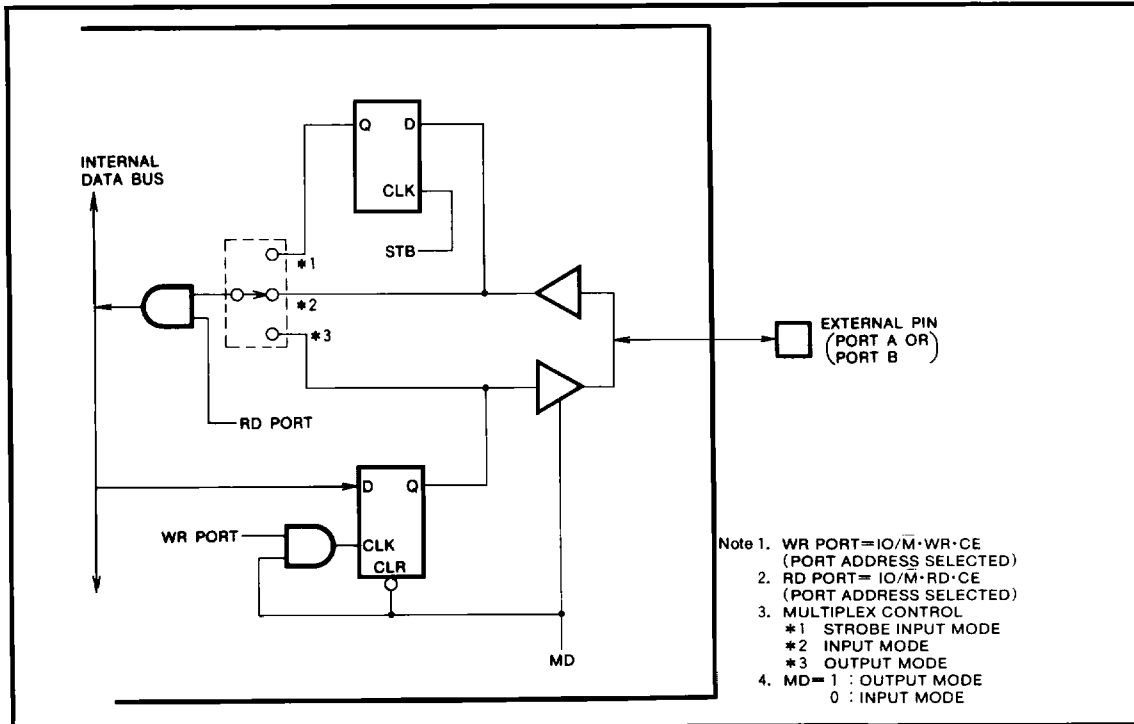 Q D
CLK
INTERNAL
DATA BUS
STB
*1
*2
*3
EXTERNAL PIN
(PORT A OR)
(PORT B)
RD PORT
D Q
WR PORT
CLK
CLR
MD
Note 1. WR PORT=IO/M̅·WR·CE
(PORT ADDRESS SELECTED)
2. RD PORT= IO/M̅·RD·CE
(PORT ADDRESS SELECTED)
3. MULTIPLEX CONTROL
*1 STROBE INPUT MODE
*2 INPUT MODE
*3 OUTPUT MODE
4. MD=1 : OUTPUT MODE
0 : INPUT MODE